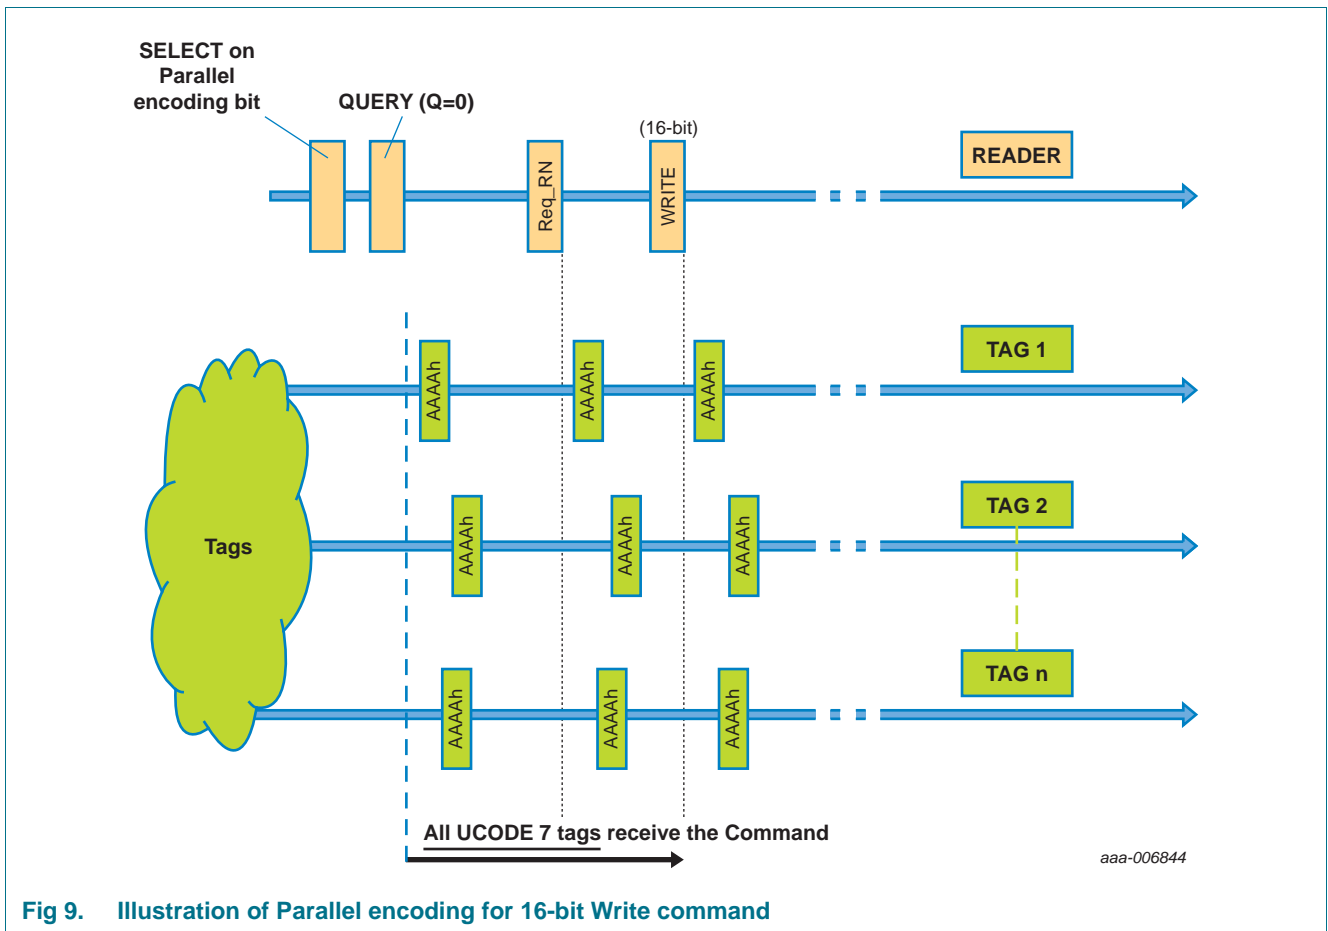 SELECT on
Parallel
encoding bit
QUERY (Q=0)
(16-bit)
Req_RN
WRITE
READER
AAAAh
AAAAh
AAAAh
TAG 1
Tags
AAAAh
AAAAh
AAAAh
TAG 2
AAAAh
AAAAh
AAAAh
TAG n
All UCODE 7 tags receive the Command
aaa-006844
Fig 9. Illustration of Parallel encoding for 16-bit Write command